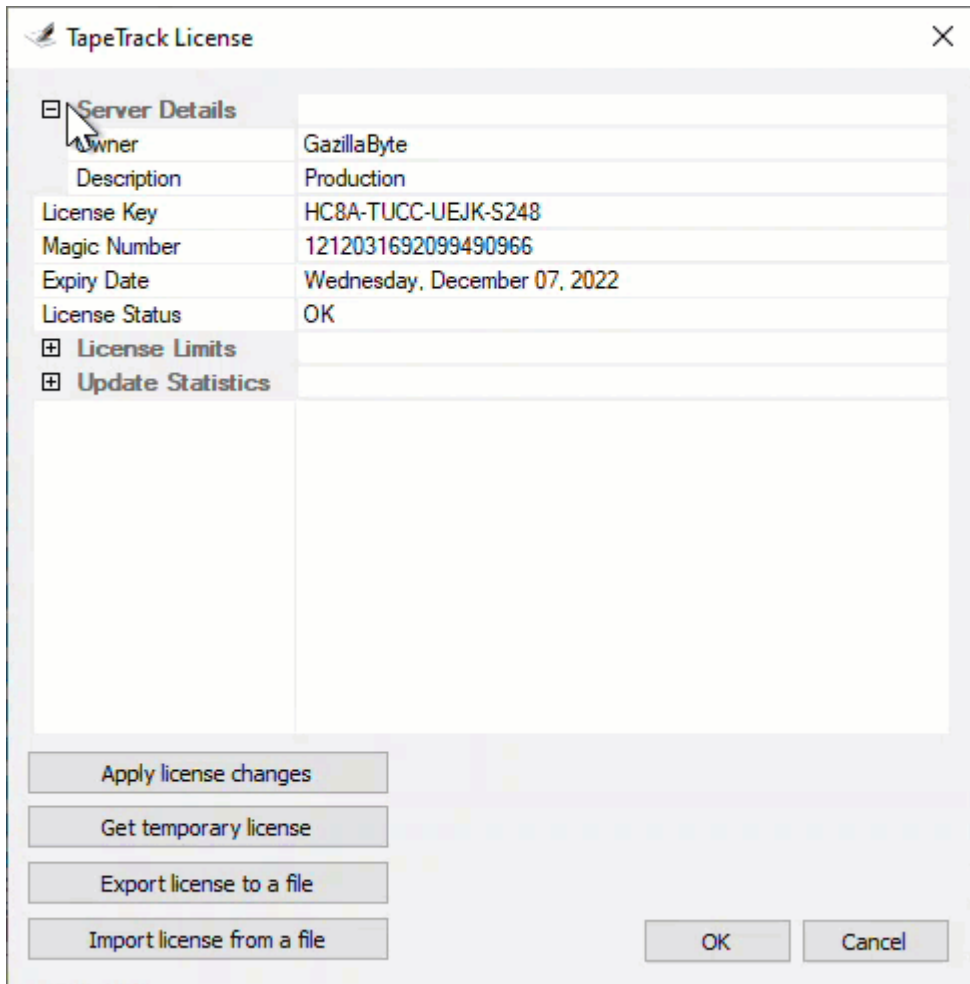 TapeTrack License
Server Details
Owner GazillaByte
Description Production
License Key HC8A-TUCC-UEJK-S248
Magic Number 1212031692099490966
Expiry Date Wednesday, December 07, 2022
License Status OK
License Limits
Update Statistics
Apply license changes
Get temporary license
Export license to a file
Import license from a file
OK Cancel